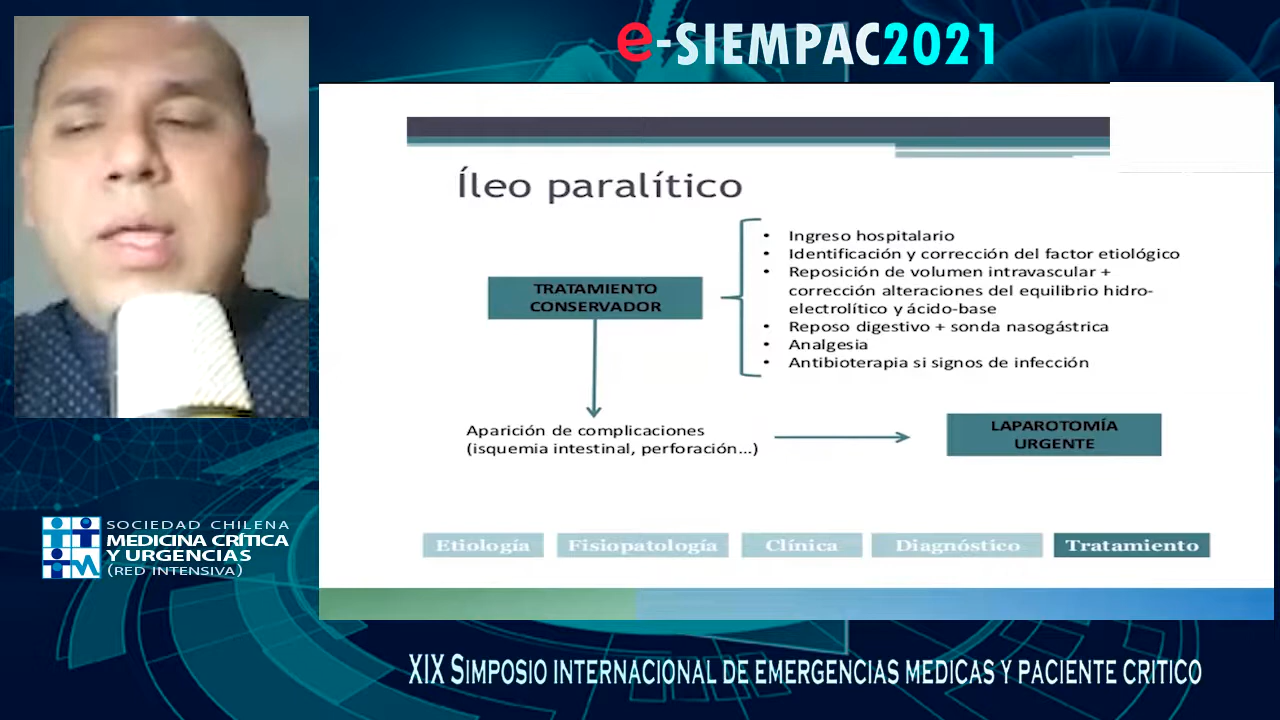 e-SIEMPAC2021
Íleo paralítico
TRATAMIENTO
CONSERVADOR
• Ingreso hospitalario
• Identificación y corrección del factor etiológico
• Reposición de volumen intravascular +
corrección alteraciones del equilibrio hidro-
electrolítico y ácido-base
• Reposo digestivo + sonda nasogástrica
• Analgesia
• Antibioterapia si signos de infección
Aparición de complicaciones
(isquemia intestinal, perforación...)
LAPAROTOMÍA
URGENTE
Etiología
Fisiopatología
Clínica
Diagnóstico
Tratamiento
SOCIEDAD CHILENA
MEDICINA CRÍTICA
Y URGENCIAS
(RED INTENSIVA)
XIX SIMPOSIO INTERNACIONAL DE EMERGENCIAS MEDICAS Y PACIENTE CRITICO